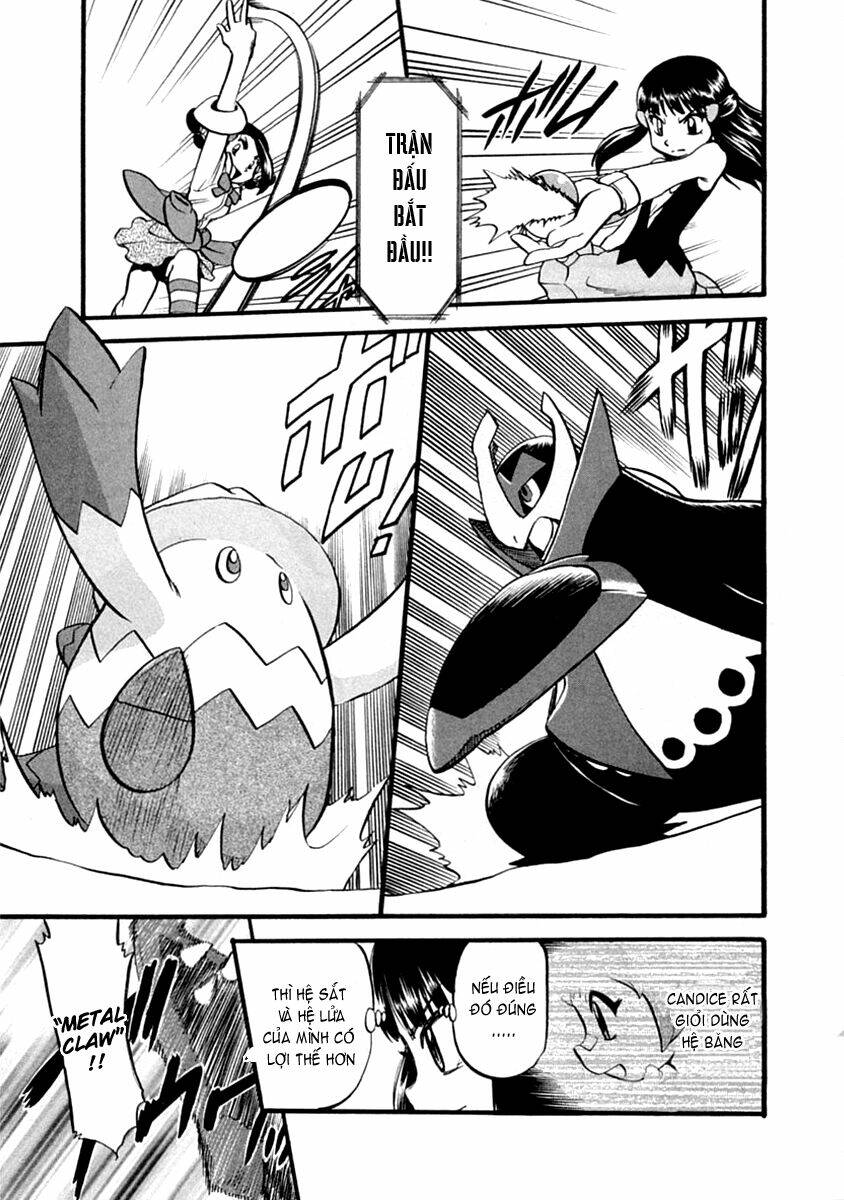 TRẬN
BẤU
BẮT
ĐẦU!!
CANDICE RẤT
GIỎI DÙNG
HỆ BĂNG
NẾU ĐIỀU
ĐÓ ĐÚNG
.....
THÌ HỆ SẮT
VÀ HỆ LỬA
CỦA MÌNH CÓ
LỢI THẾ HƠN
"METAL
CLAW"
!!